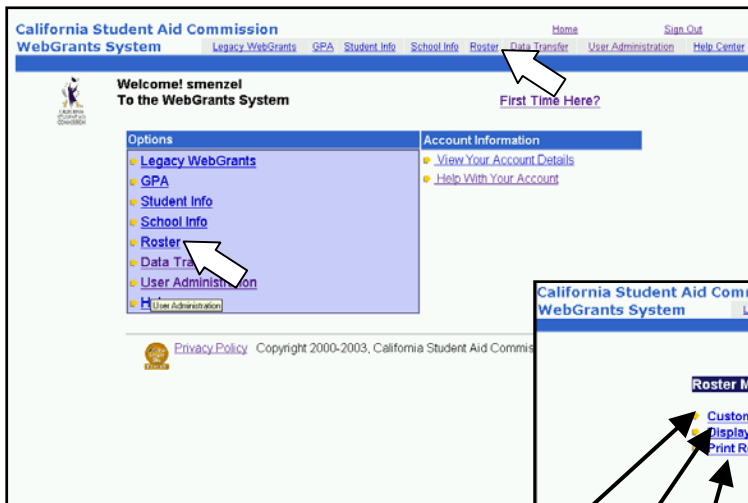 California Student Aid Commission
Home Sign Out
WebGrants System Legacy WebGrants GPA Student Info School Info Roster Data Transfer User Administration Help Center
Welcome! smenzel
To the WebGrants System
First Time Here?
Options
Account Information
Legacy WebGrants
View Your Account Details
GPA
Help With Your Account
Student Info
School Info
Roster
Data Tra
User Administration
H
User Administration
Privacy Policy Copyright 2000-2003, California Student Aid Commis
California Student Aid Com
WebGrants System L
Roster M
Custom
Display
Print R